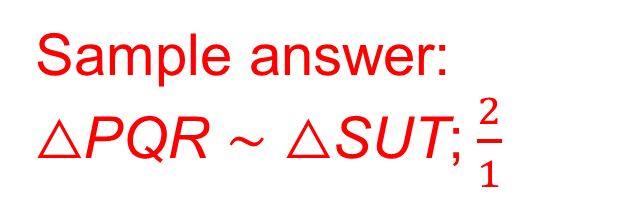 Sample answer:
△PQR ~ △SUT; 2/1